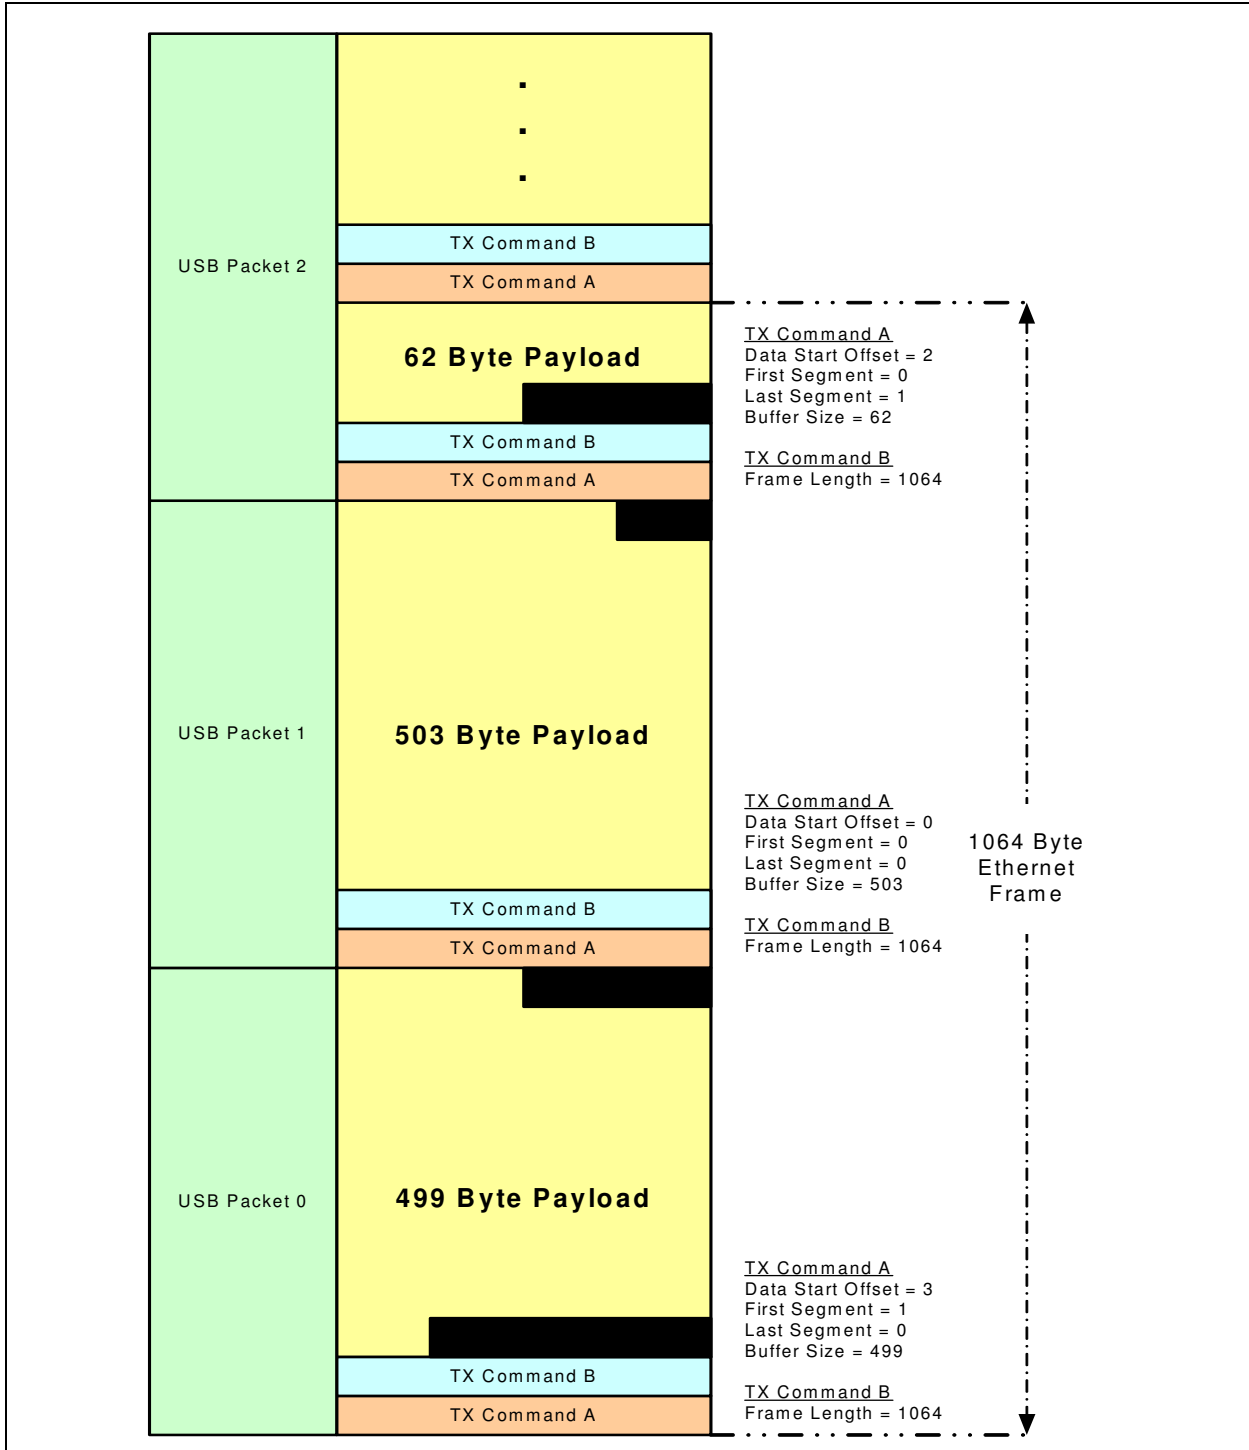 USB Packet 2
TX Command B
TX Command A
62 Byte Payload
TX Command B
TX Command A
TX Command A
Data Start Offset = 2
First Segment = 0
Last Segment = 1
Buffer Size = 62
TX Command B
Frame Length = 1064
USB Packet 1
503 Byte Payload
TX Command B
TX Command A
TX Command A
Data Start Offset = 0
First Segment = 0
Last Segment = 0
Buffer Size = 503
TX Command B
Frame Length = 1064
1064 Byte
Ethernet
Frame
USB Packet 0
499 Byte Payload
TX Command B
TX Command A
TX Command A
Data Start Offset = 3
First Segment = 1
Last Segment = 0
Buffer Size = 499
TX Command B
Frame Length = 1064